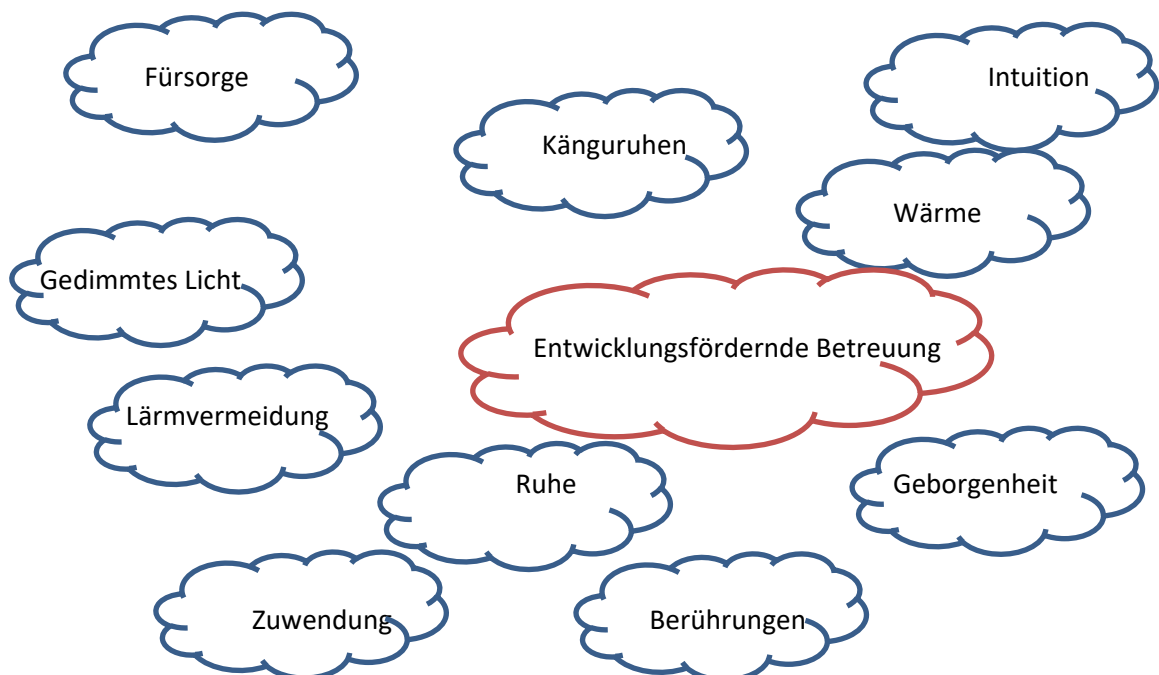 Fürsorge
Intuition
Känguruhen
Wärme
Gedimmtes Licht
Entwicklungsfördernde Betreuung
Lärmvermeidung
Ruhe
Geborgenheit
Zuwendung
Berührungen